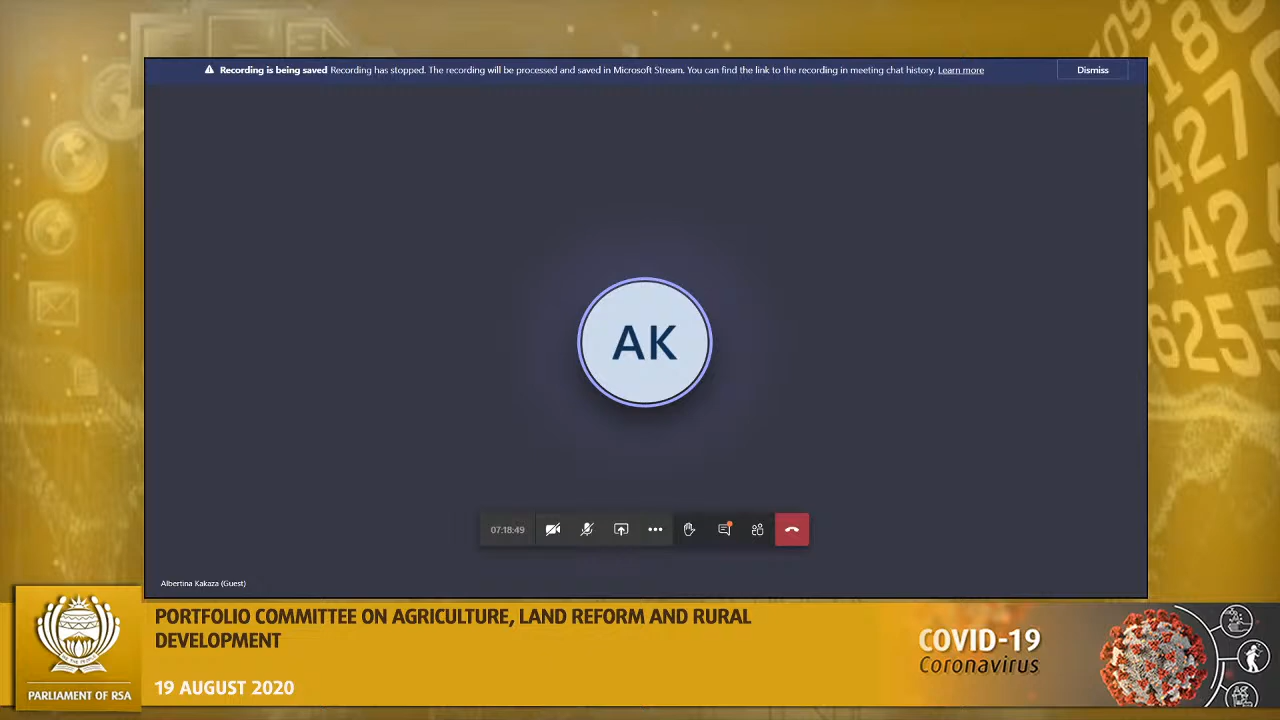 Recording is being saved Recording has stopped. The recording will be processed and saved in Microsoft Stream. You can find the link to the recording in meeting chat history. Learn more
Dismiss
AK
07:18:49
Albertina Kakaza (Guest)
PORTFOLIO COMMITTEE ON AGRICULTURE, LAND REFORM AND RURAL
DEVELOPMENT
19 AUGUST 2020
PARLIAMENT OF RSA
COVID-19
Coronavirus